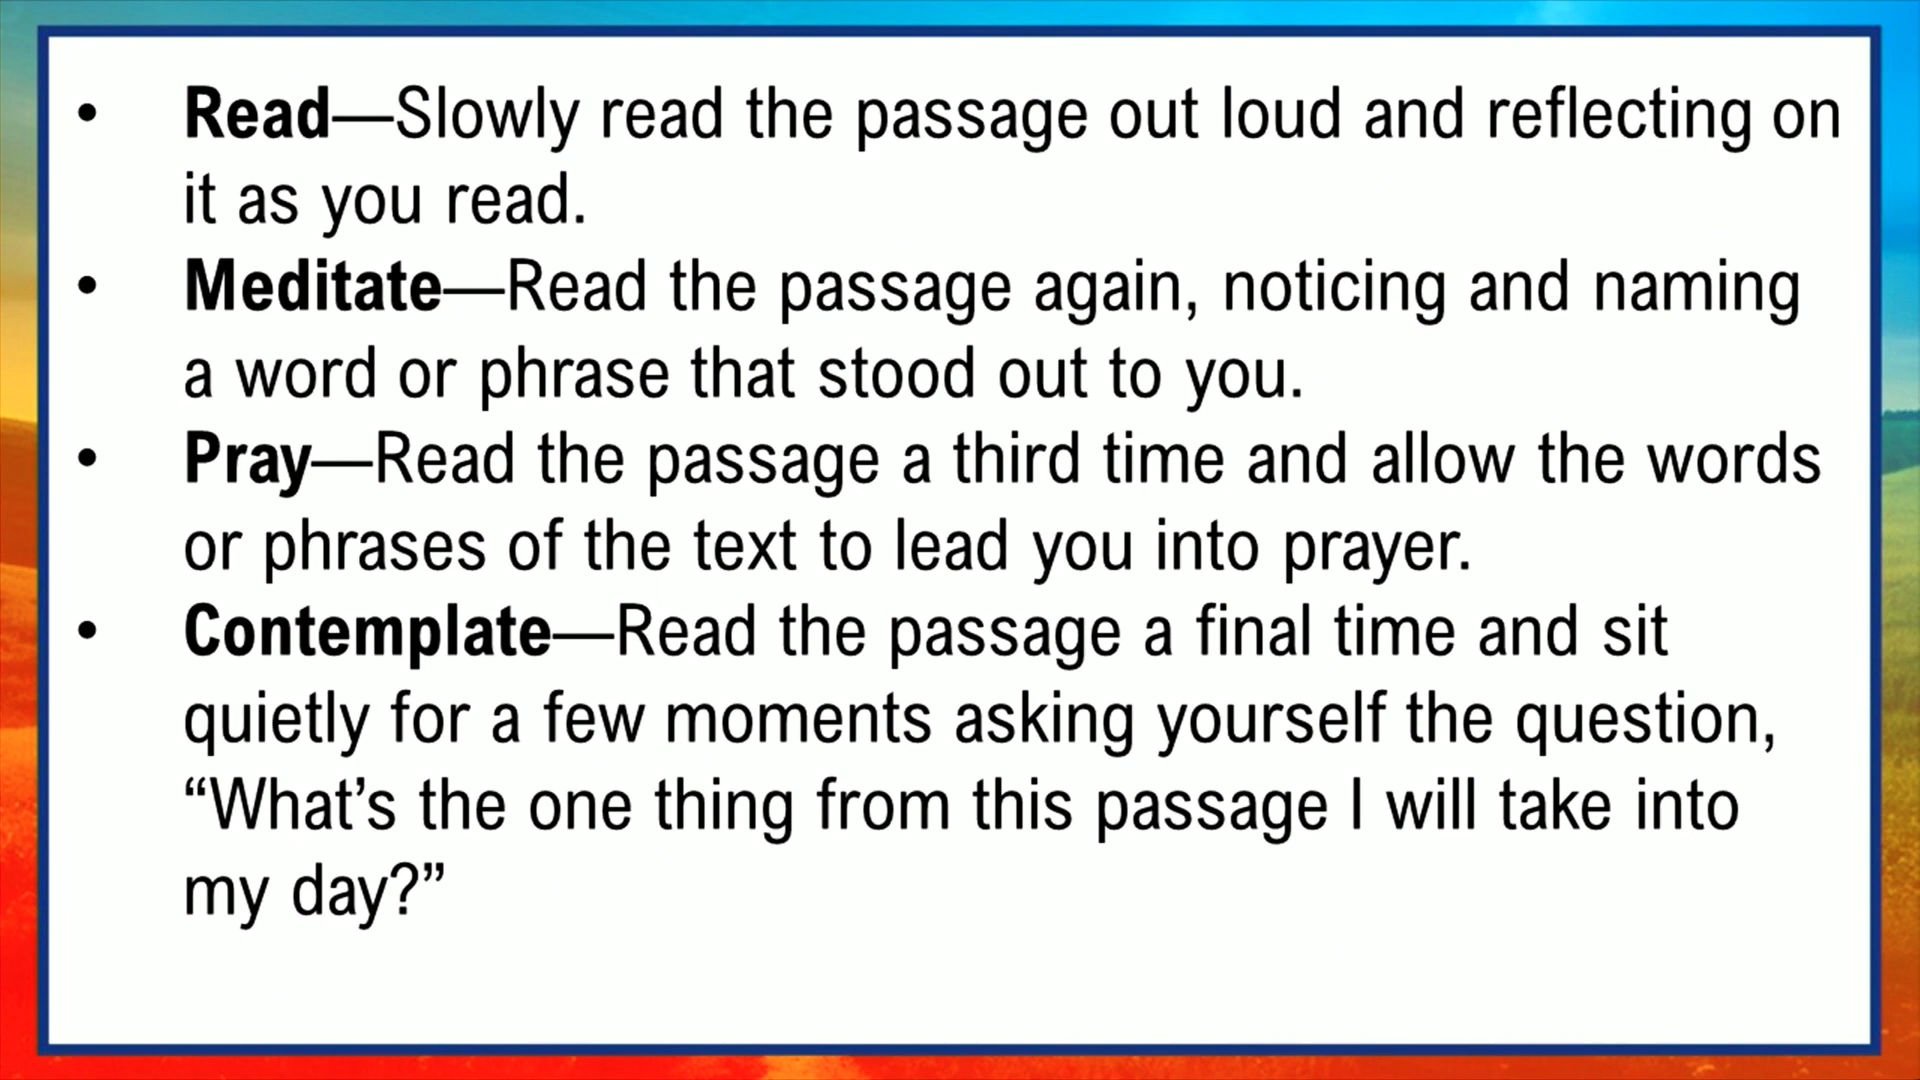 • Read—Slowly read the passage out loud and reflecting on
it as you read.
• Meditate—Read the passage again, noticing and naming
a word or phrase that stood out to you.
• Pray—Read the passage a third time and allow the words
or phrases of the text to lead you into prayer.
• Contemplate—Read the passage a final time and sit
quietly for a few moments asking yourself the question,
“What’s the one thing from this passage I will take into
my day?”